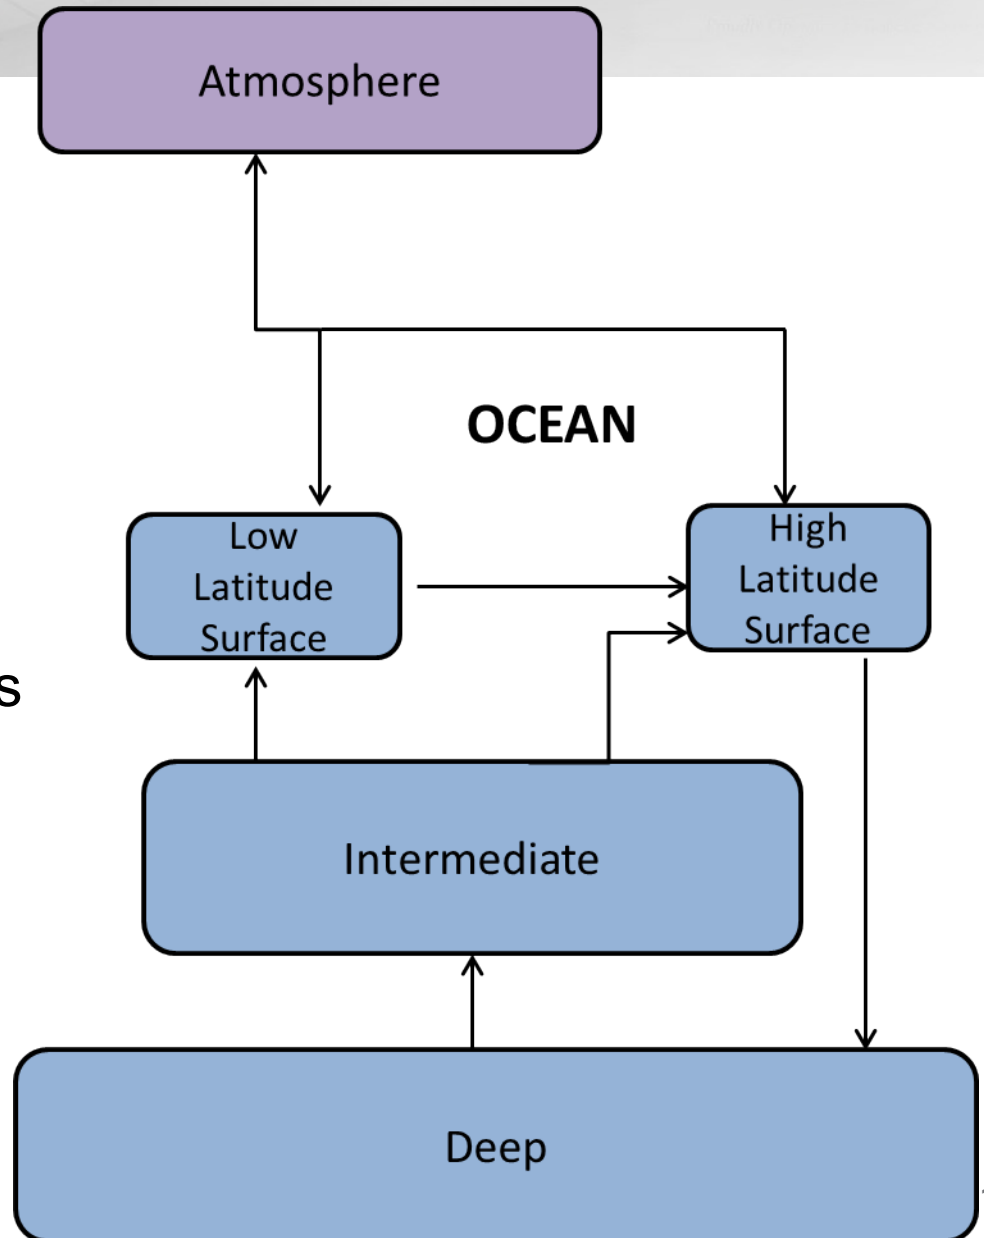 Atmosphere
OCEAN
Low
Latitude
Surface
High
Latitude
Surface
s
Intermediate
Deep